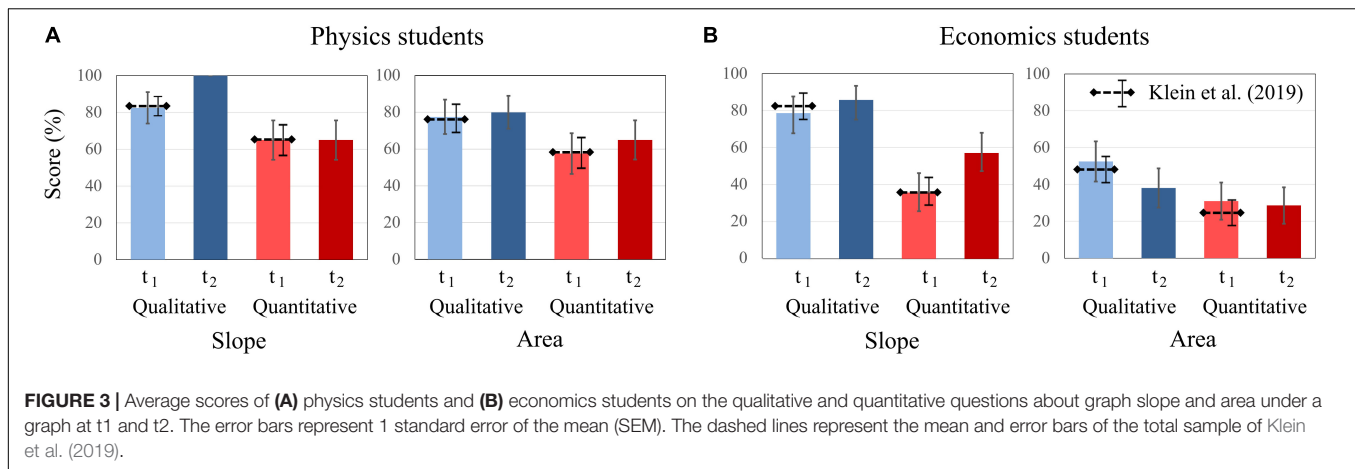 A
Physics students
B
Economics students
Score (%)
100
80
60
40
20
0
t1 t2 t1 t2
Qualitative Quantitative
Slope
100
80
60
40
20
0
t1 t2 t1 t2
Qualitative Quantitative
Area
100
80
60
40
20
0
t1 t2 t1 t2
Qualitative Quantitative
Slope
100
80
60
40
20
0
Klein et al. (2019)
t1 t2 t1 t2
Qualitative Quantitative
Area
FIGURE 3 | Average scores of (A) physics students and (B) economics students on the qualitative and quantitative questions about graph slope and area under a
graph at t1 and t2. The error bars represent 1 standard error of the mean (SEM). The dashed lines represent the mean and error bars of the total sample of Klein
et al. (2019).